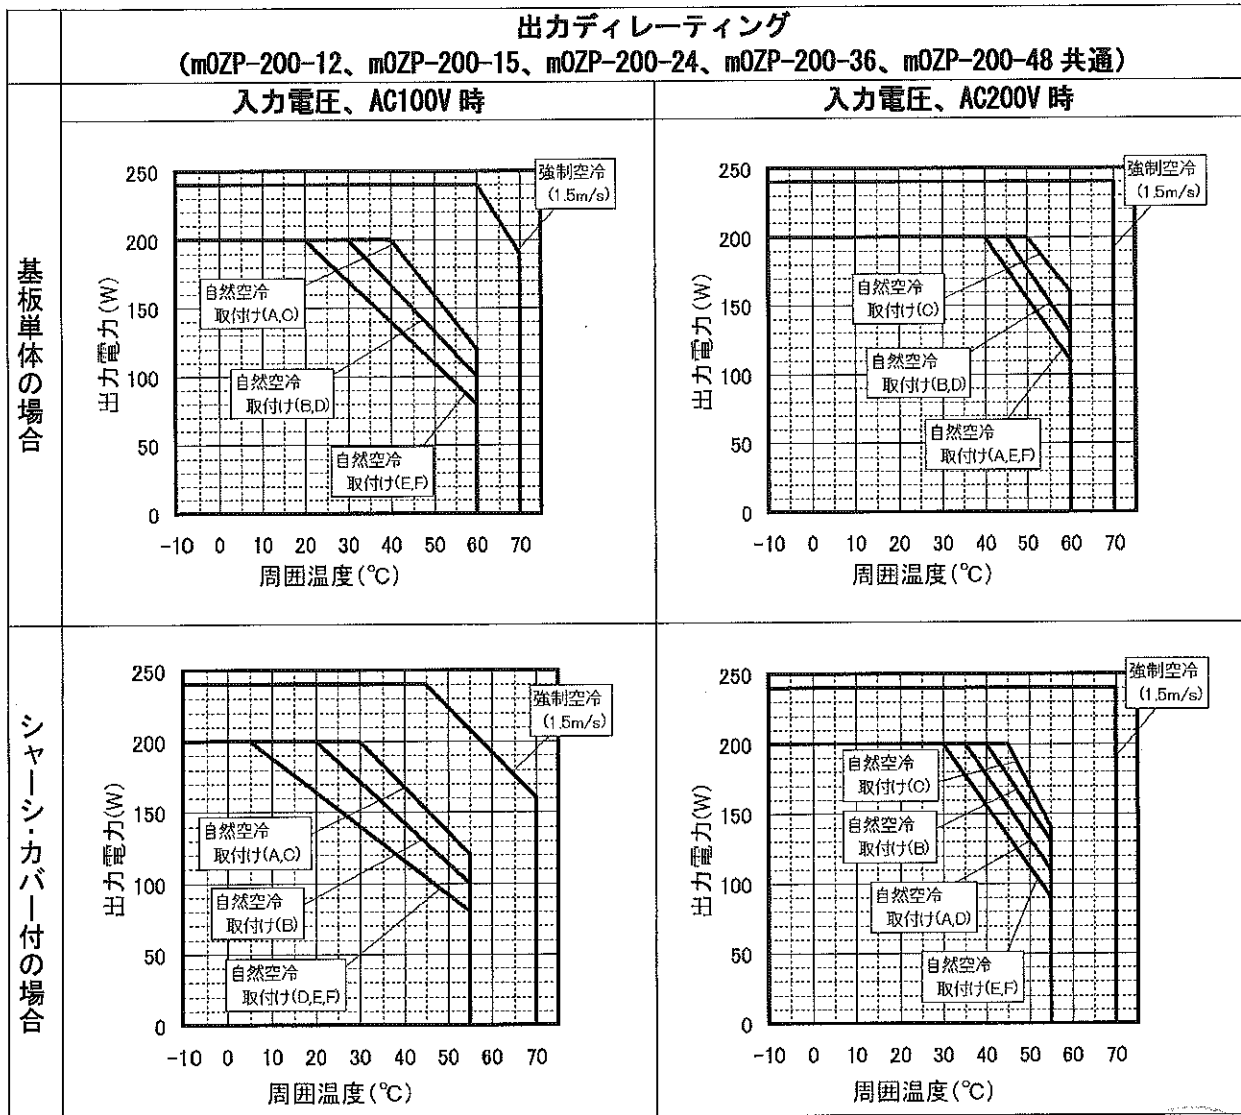 出力ディレーティング
(mOZP-200-12、mOZP-200-15、mOZP-200-24、mOZP-200-36、mOZP-200-48 共通)
入力電圧、AC100V 時
入力電圧、AC200V 時
基板単体の場合
250
200
150
100
50
0
出力電力(W)
強制空冷
(1.5m/s)
自然空冷
取付け(A,C)
自然空冷
取付け(B,D)
自然空冷
取付け(E,F)
-10 0 10 20 30 40 50 60 70
周囲温度(℃)
250
200
150
100
50
0
出力電力(W)
強制空冷
(1.5m/s)
自然空冷
取付け(C)
自然空冷
取付け(B,D)
自然空冷
取付け(A,E,F)
-10 0 10 20 30 40 50 60 70
周囲温度(℃)
シャーシ・カバー付の場合
250
200
150
100
50
0
出力電力(W)
強制空冷
(1.5m/s)
自然空冷
取付け(A,C)
自然空冷
取付け(B)
自然空冷
取付け(D,E,F)
-10 0 10 20 30 40 50 60 70
周囲温度(℃)
250
200
150
100
50
0
出力電力(W)
強制空冷
(1.5m/s)
自然空冷
取付け(C)
自然空冷
取付け(B)
自然空冷
取付け(A,D)
自然空冷
取付け(E,F)
-10 0 10 20 30 40 50 60 70
周囲温度(℃)